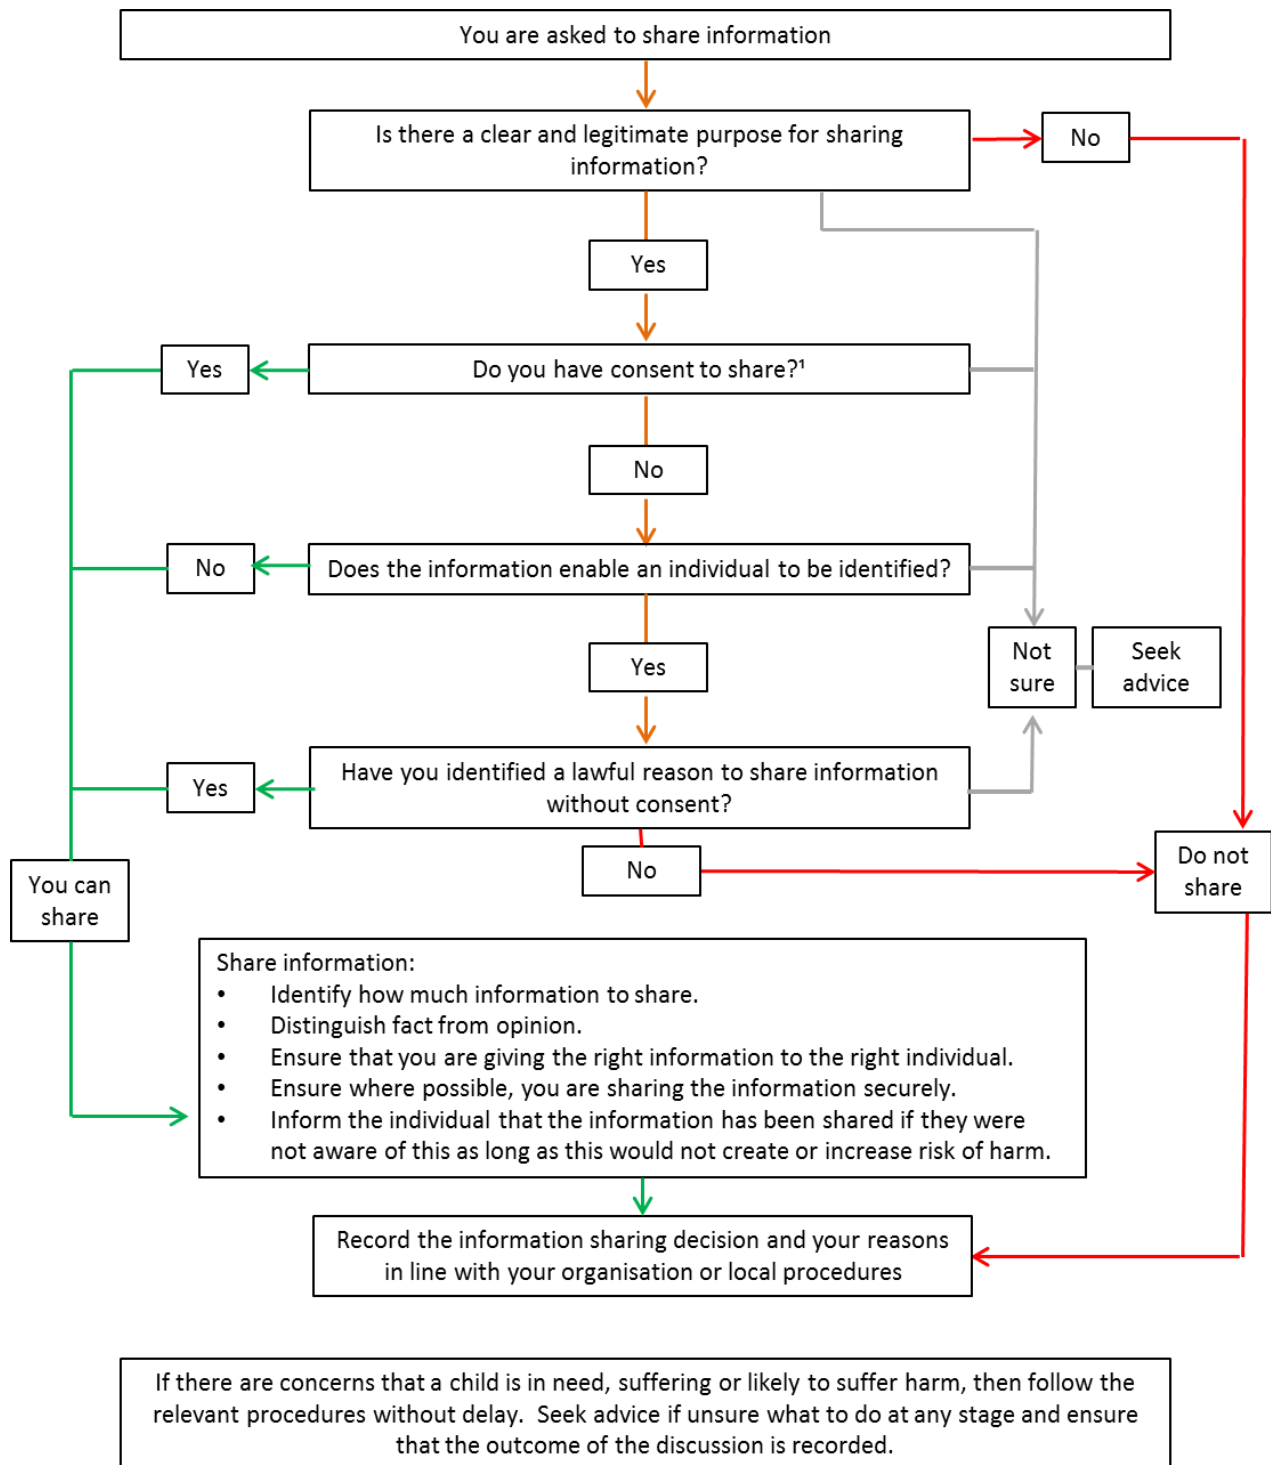 You are asked to share information
Is there a clear and legitimate purpose for sharing
information?
No
Yes
Yes
Do you have consent to share?¹
No
No
Does the information enable an individual to be identified?
Yes
Not
sure
Seek
advice
Yes
Have you identified a lawful reason to share information
without consent?
No
Do not
share
You can
share
Share information:
• Identify how much information to share.
• Distinguish fact from opinion.
• Ensure that you are giving the right information to the right individual.
• Ensure where possible, you are sharing the information securely.
• Inform the individual that the information has been shared if they were
not aware of this as long as this would not create or increase risk of harm.
Record the information sharing decision and your reasons
in line with your organisation or local procedures
If there are concerns that a child is in need, suffering or likely to suffer harm, then follow the
relevant procedures without delay.  Seek advice if unsure what to do at any stage and ensure
that the outcome of the discussion is recorded.